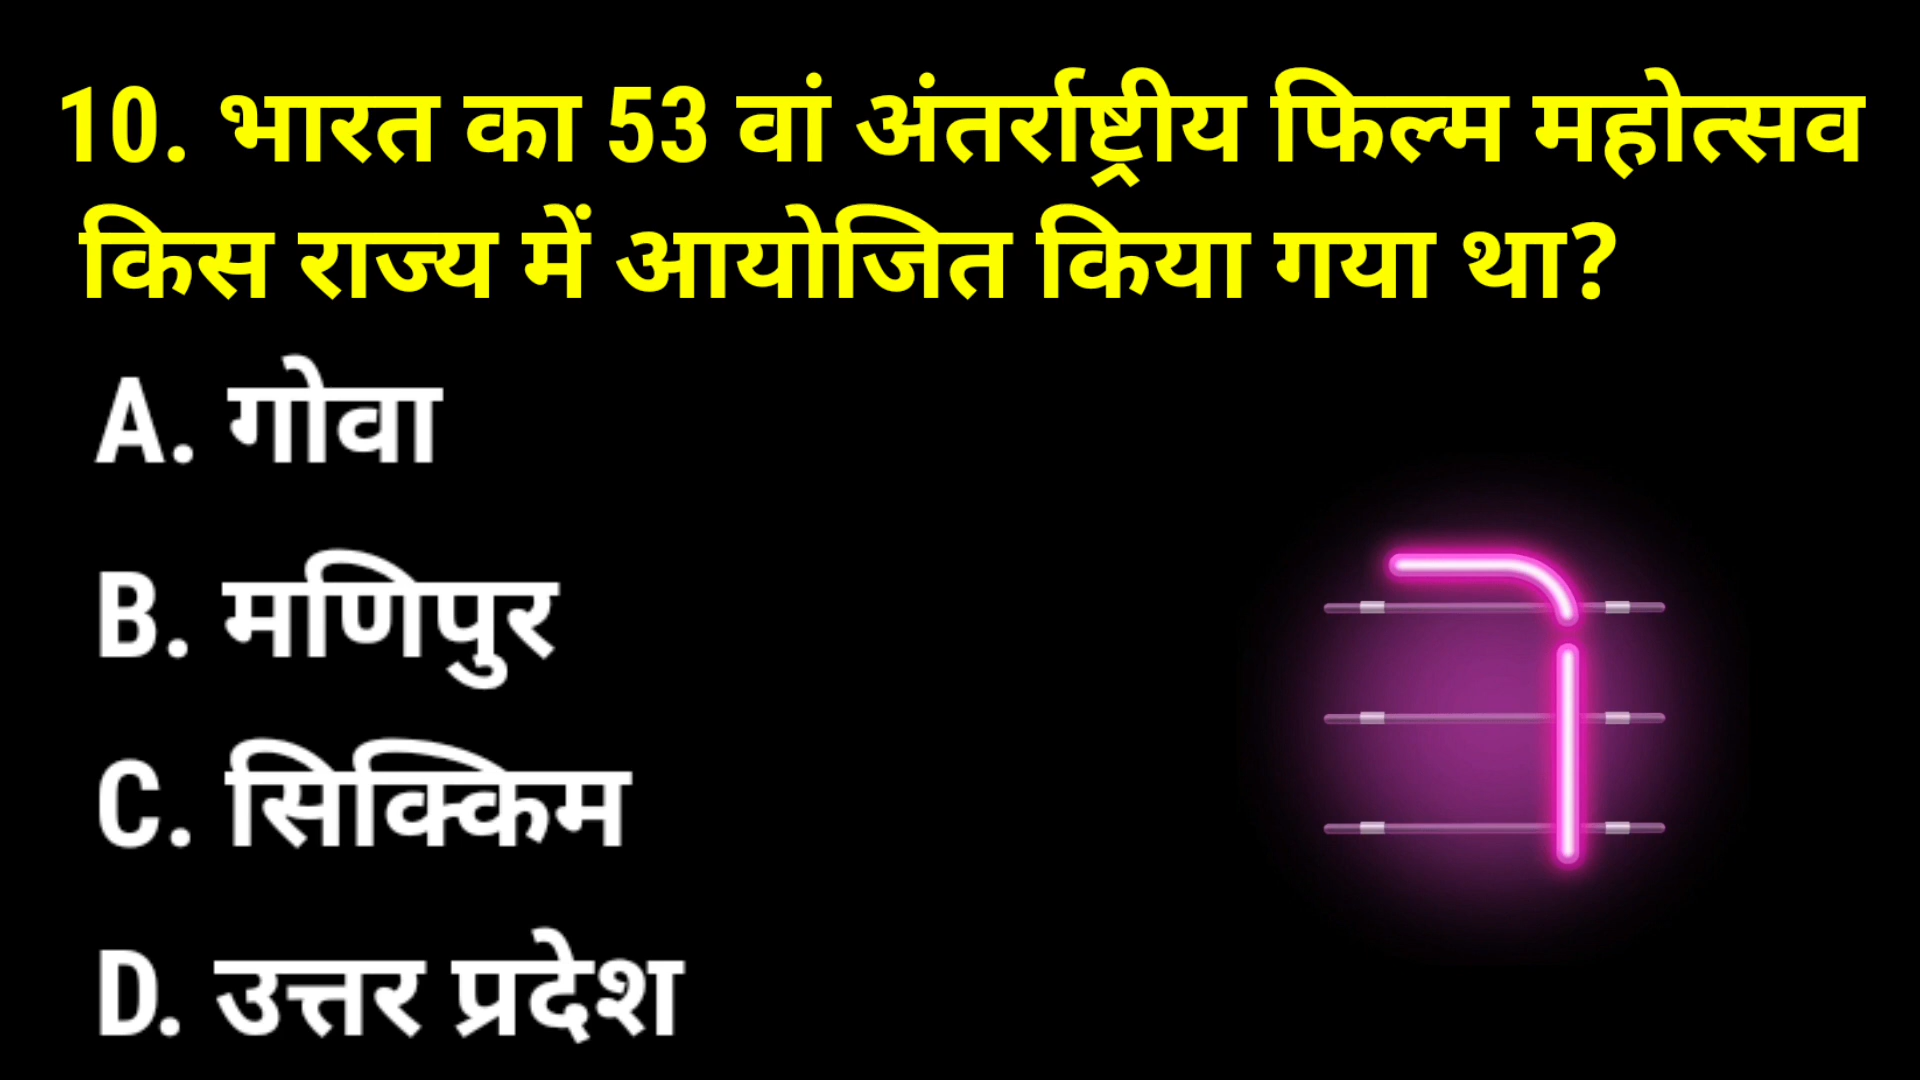 10. भारत का 53 वां अंतर्राष्ट्रीय फिल्म महोत्सव
किस राज्य में आयोजित किया गया था?
A. गोवा
B. मणिपुर
C. सिक्किम
D. उत्तर प्रदेश